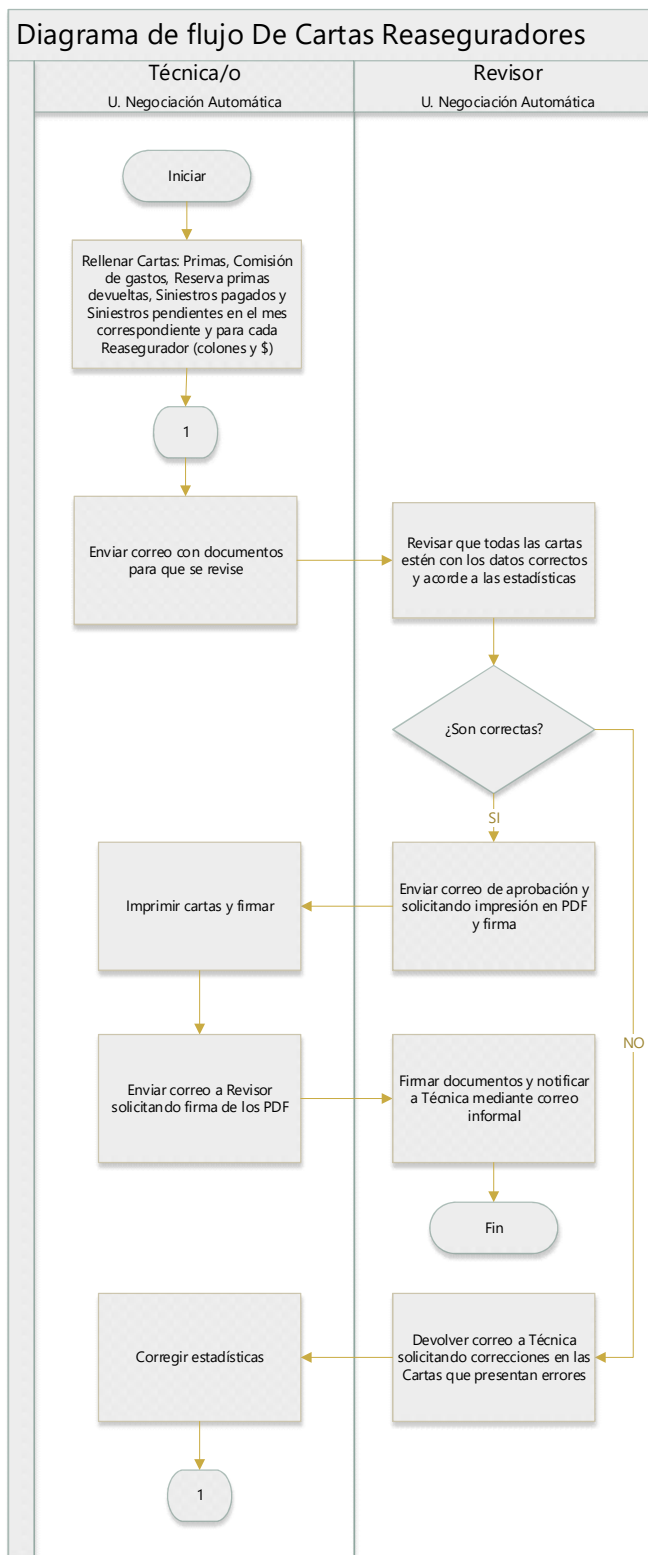 Diagrama de flujo De Cartas Reaseguradores
Técnica/o
U. Negociación Automática
Revisor
U. Negociación Automática
Iniciar
Rellenar Cartas: Primas, Comisión
de gastos, Reserva primas
devueltas, Siniestros pagados y
Siniestros pendientes en el mes
correspondiente y para cada
Reasegurador (colones y $)
1
Enviar correo con documentos
para que se revise
Revisar que todas las cartas
estén con los datos correctos
y acorde a las estadísticas
¿Son correctas?
SI
NO
Enviar correo de aprobación y
solicitando impresión en PDF
y firma
Imprimir cartas y firmar
Enviar correo a Revisor
solicitando firma de los PDF
Firmar documentos y notificar
a Técnica mediante correo
informal
Fin
Devolver correo a Técnica
solicitando correcciones en las
Cartas que presentan errores
Corregir estadísticas
1